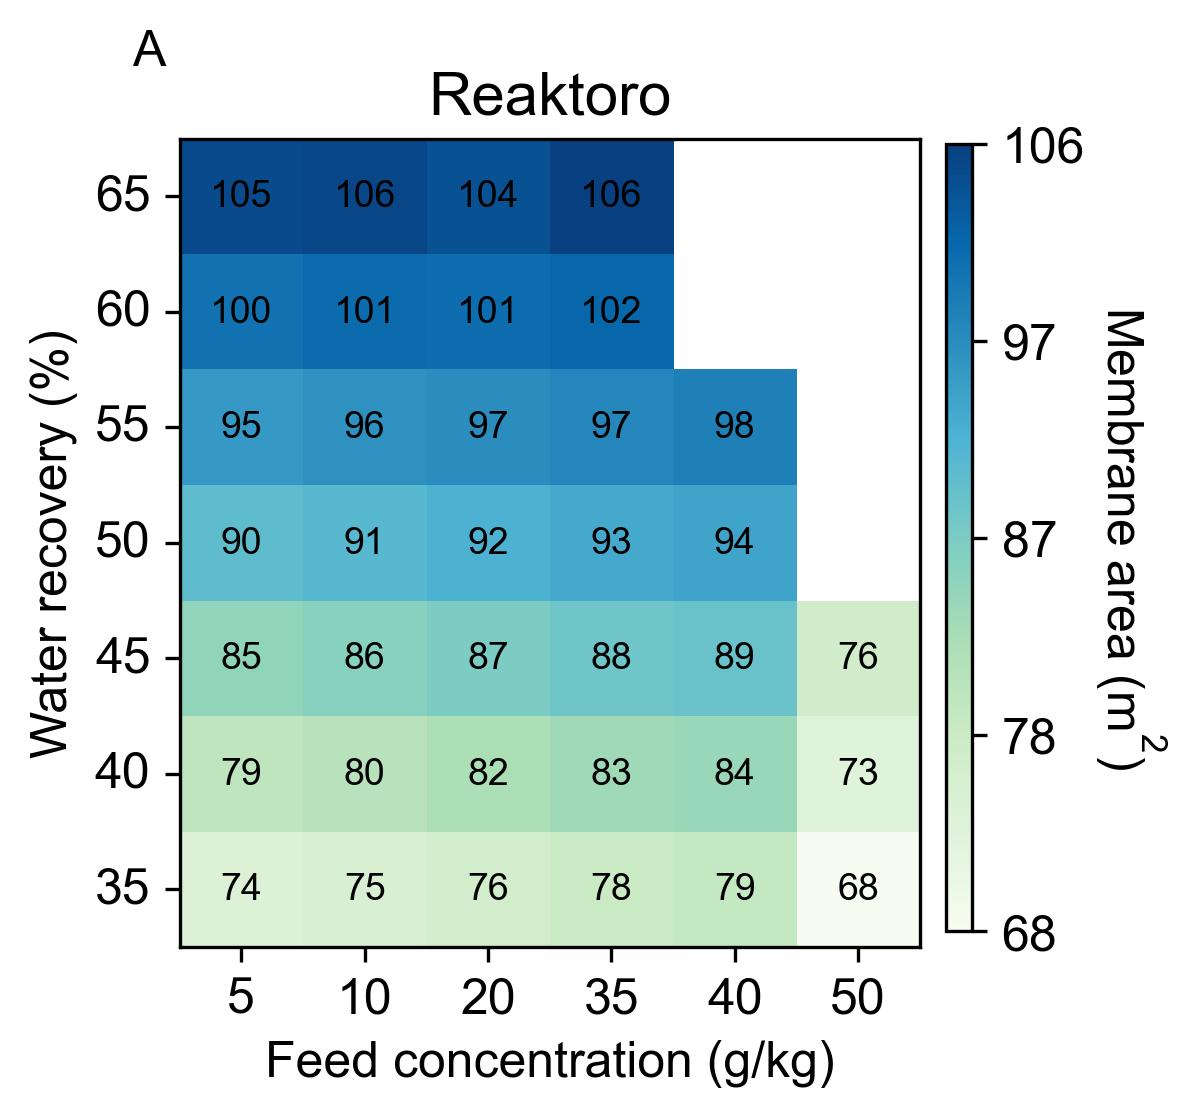 A
Reaktoro
65 105 106 104 106
60 100 101 101 102
55 95 96 97 97 98
50 90 91 92 93 94
45 85 86 87 88 89 76
40 79 80 82 83 84 73
35 74 75 76 78 79 68
5 10 20 35 40 50
Feed concentration (g/kg)
Water recovery (%)
106
97
87
78
68
Membrane area (m²)